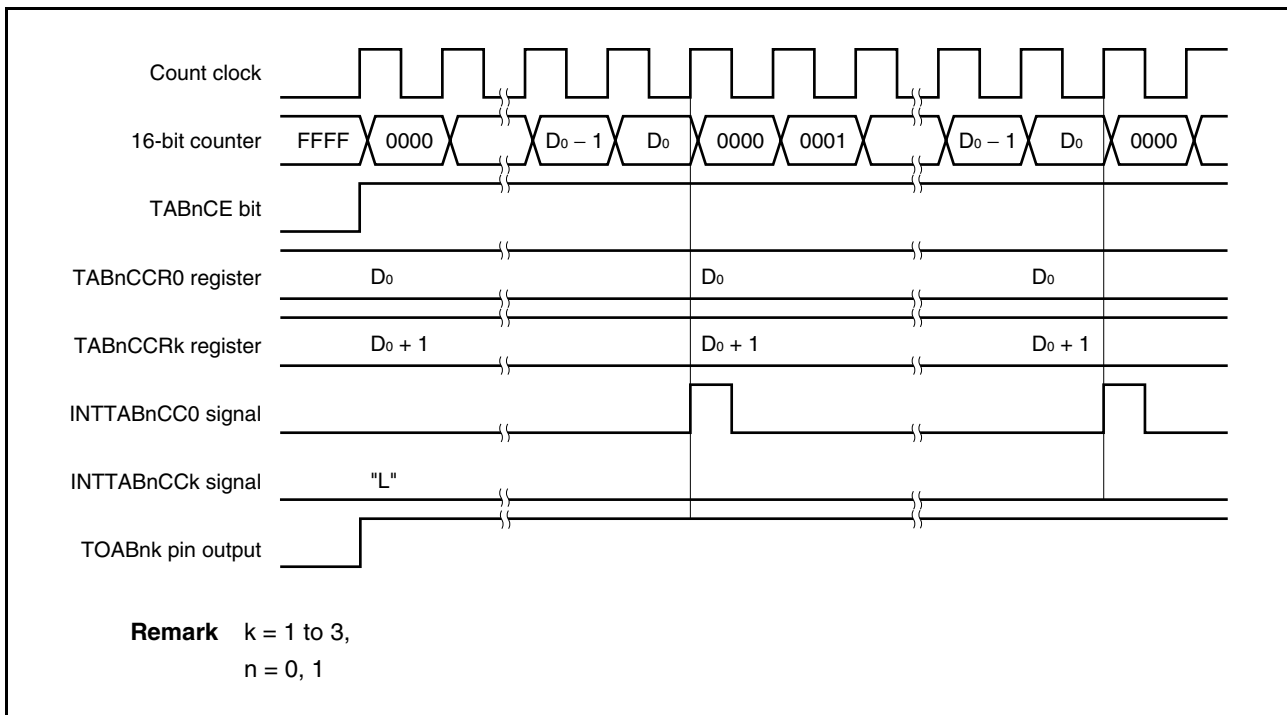 Count clock
16-bit counter FFFF 0000 D₀ − 1 D₀ 0000 0001 D₀ − 1 D₀ 0000
TABnCE bit
TABnCCR0 register D₀ D₀ D₀
TABnCCRk register D₀ + 1 D₀ + 1 D₀ + 1
INTTABnCC0 signal
INTTABnCCk signal "L"
TOABnk pin output
Remark k = 1 to 3,
n = 0, 1